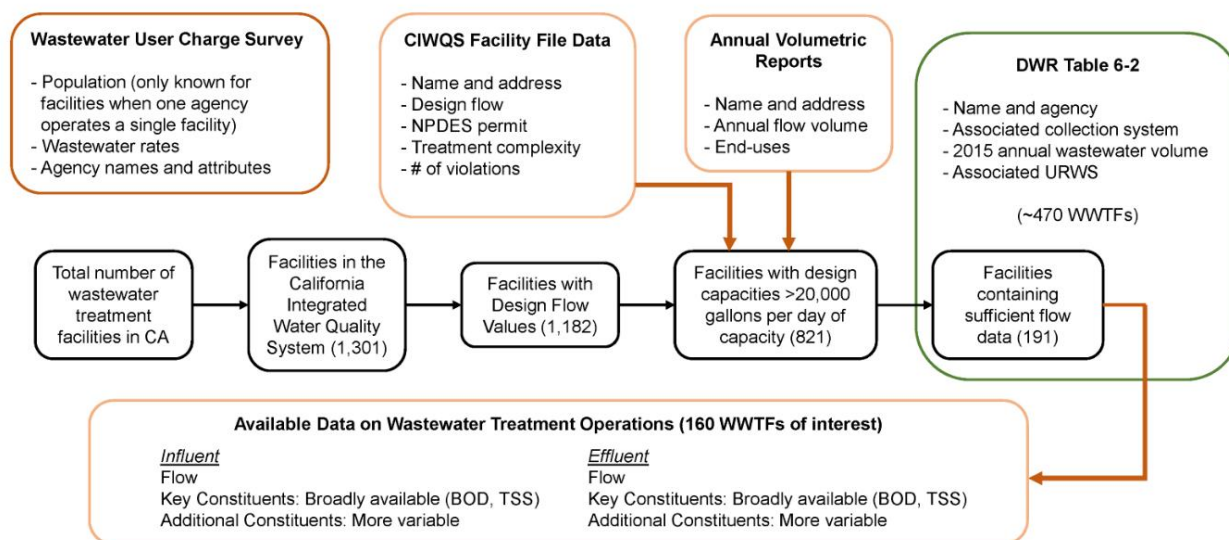 Wastewater User Charge Survey
- Population (only known for
facilities when one agency
operates a single facility)
- Wastewater rates
- Agency names and attributes
CIWQS Facility File Data
- Name and address
- Design flow
- NPDES permit
- Treatment complexity
- # of violations
Annual Volumetric
Reports
- Name and address
- Annual flow volume
- End-uses
DWR Table 6-2
- Name and agency
- Associated collection system
- 2015 annual wastewater volume
- Associated URWS
(~470 WWTFs)
Total number of
wastewater
treatment
facilities in CA
Facilities in the
California
Integrated
Water Quality
System (1,301)
Facilities with
Design Flow
Values (1,182)
Facilities with design
capacities >20,000
gallons per day of
capacity (821)
Facilities
containing
sufficient flow
data (191)
Available Data on Wastewater Treatment Operations (160 WWTFs of interest)
Influent
Flow
Key Constituents: Broadly available (BOD, TSS)
Additional Constituents: More variable
Effluent
Flow
Key Constituents: Broadly available (BOD, TSS)
Additional Constituents: More variable